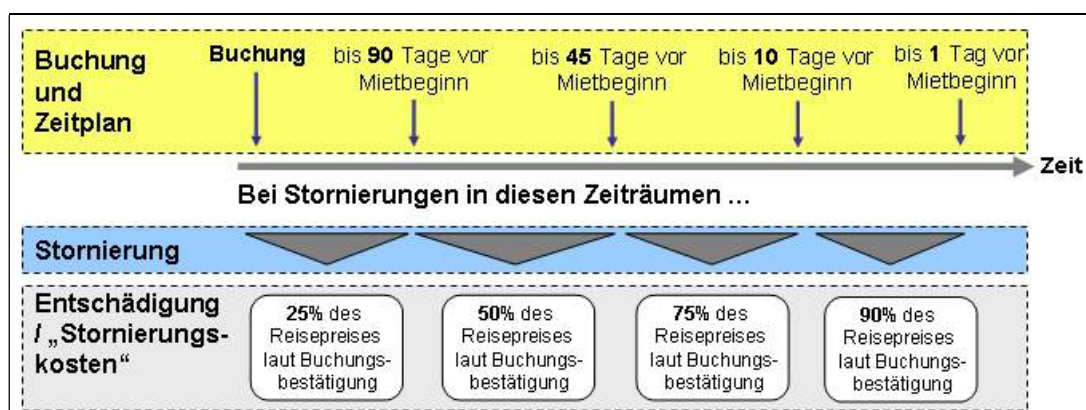 Buchung
und
Zeitplan
Buchung
bis 90 Tage vor
Mietbeginn
bis 45 Tage vor
Mietbeginn
bis 10 Tage vor
Mietbeginn
bis 1 Tag vor
Mietbeginn
Zeit
Bei Stornierungen in diesen Zeiträumen ...
Stornierung
Entschädigung
/ „Stornierungs-
kosten“
25% des
Reisepreises
laut Buchungs-
bestätigung
50% des
Reisepreises
laut Buchungs-
bestätigung
75% des
Reisepreises
laut Buchungs-
bestätigung
90% des
Reisepreises
laut Buchungs-
bestätigung